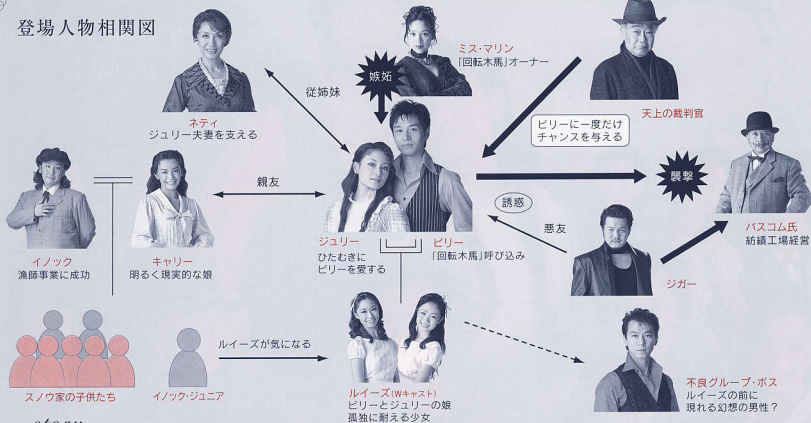 登場人物相関図
ミス・マリン
「回転木馬」オーナー
嫉妬
従姉妹
ネティ
ジュリー夫妻を支える
天上の裁判官
ビリーに一度だけ
チャンスを与える
襲撃
親友
誘惑
悪友
バスコム氏
紡績工場経営
イノック
漁師事業に成功
キャリー
明るく現実的な娘
ジュリー
ひたむきに
ビリーを愛する
ビリー
「回転木馬」呼び込み
ジガー
ルイーズが気になる
スノウ家の子供たち
イノック・ジュニア
ルイーズ(Wキャスト)
ビリーとジュリーの娘
孤独に耐える少女
不良グループ・ボス
ルイーズの前に
現れる幻想の男性?
story